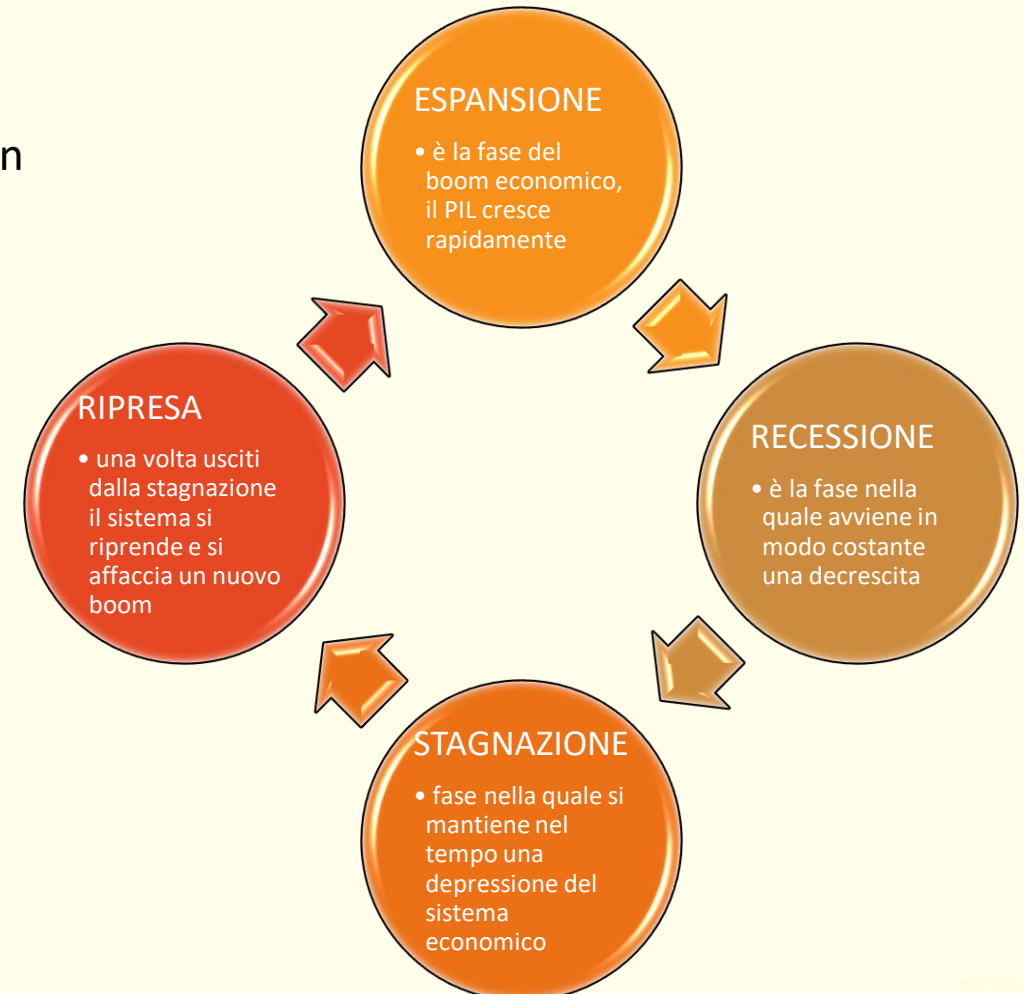 n
ESPANSIONE
• è la fase del
boom economico,
il PIL cresce
rapidamente
RECESSIONE
• è la fase nella
quale avviene in
modo costante
una decrescita
STAGNAZIONE
• fase nella quale si
mantiene nel
tempo una
depressione del
sistema
economico
RIPRESA
• una volta usciti
dalla stagnazione
il sistema si
riprende e si
affaccia un nuovo
boom